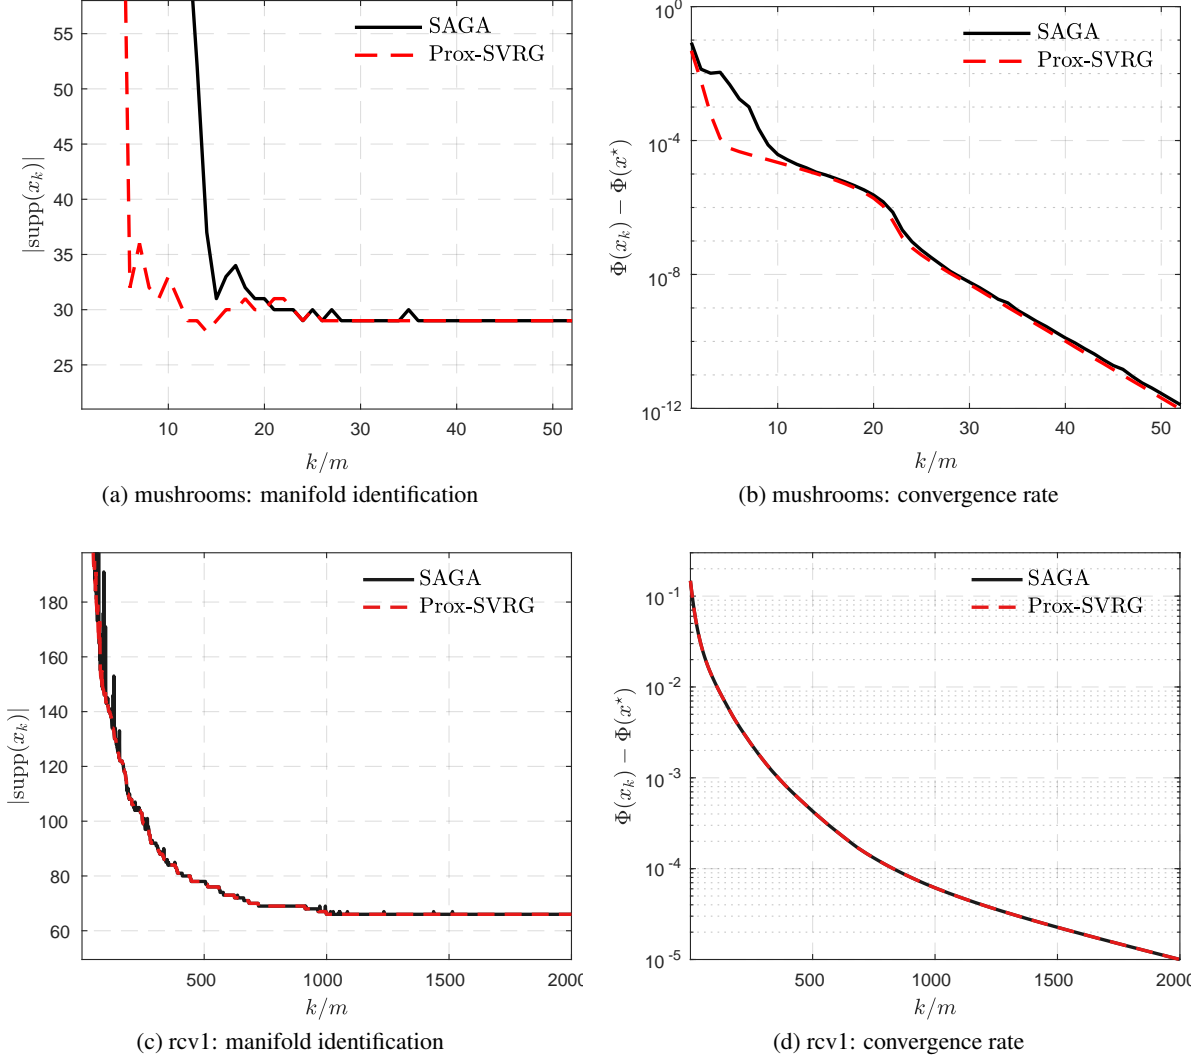 SAGA
Prox-SVRG
55
50
45
40
35
30
25
10
20
30
40
50
|supp(x_k)|
k/m
(a) mushrooms: manifold identification
SAGA
Prox-SVRG
10^0
10^-4
10^-8
10^-12
10
20
30
40
50
Φ(x_k) − Φ(x^⋆)
k/m
(b) mushrooms: convergence rate
SAGA
Prox-SVRG
180
160
140
120
100
80
60
500
1000
1500
2000
|supp(x_k)|
k/m
(c) rcv1: manifold identification
SAGA
Prox-SVRG
10^-1
10^-2
10^-3
10^-4
10^-5
500
1000
1500
2000
Φ(x_k) − Φ(x^⋆)
k/m
(d) rcv1: convergence rate